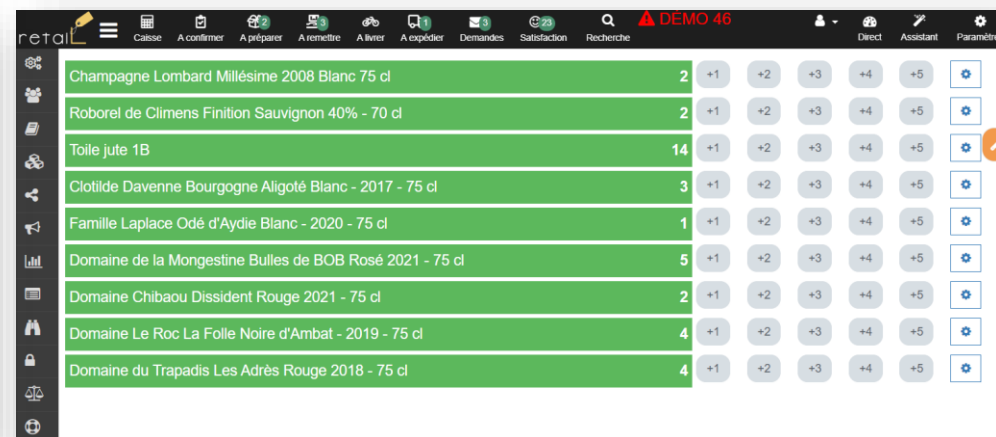 retail
Caisse
A confirmer
2
A préparer
3
A remettre
A livrer
1
A expédier
3
Demandes
23
Satisfaction
Recherche
DÉMO 46
Direct
Assistant
Paramètre
Champagne Lombard Millésime 2008 Blanc 75 cl 2 +1 +2 +3 +4 +5
Roborel de Climens Finition Sauvignon 40% - 70 cl 2 +1 +2 +3 +4 +5
Toile jute 1B 14 +1 +2 +3 +4 +5
Clotilde Davenne Bourgogne Aligoté Blanc - 2017 - 75 cl 3 +1 +2 +3 +4 +5
Famille Laplace Odé d'Aydie Blanc - 2020 - 75 cl 1 +1 +2 +3 +4 +5
Domaine de la Mongestine Bulles de BOB Rosé 2021 - 75 cl 5 +1 +2 +3 +4 +5
Domaine Chibaou Dissident Rouge 2021 - 75 cl 2 +1 +2 +3 +4 +5
Domaine Le Roc La Folle Noire d'Ambat - 2019 - 75 cl 4 +1 +2 +3 +4 +5
Domaine du Trapadis Les Adrès Rouge 2018 - 75 cl 4 +1 +2 +3 +4 +5